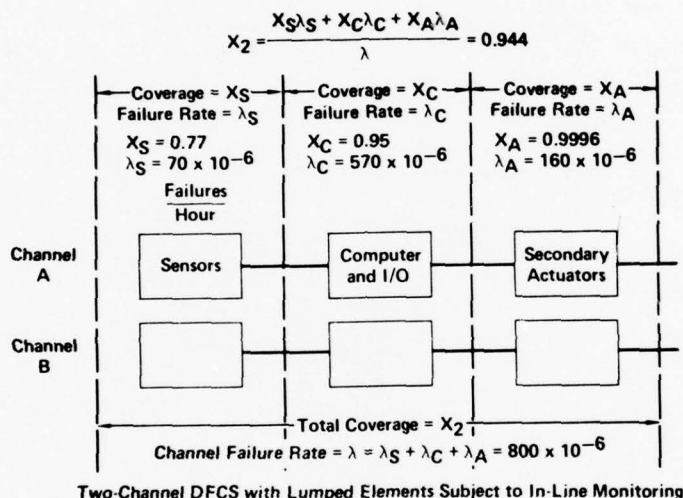 X2 = XSλS + XCλC + XAλA / λ = 0.944
Coverage = XS
Failure Rate = λS
XS = 0.77
λS = 70 x 10−6
Failures
Hour
Coverage = XC
Failure Rate = λC
XC = 0.95
λC = 570 x 10−6
Coverage = XA
Failure Rate = λA
XA = 0.9996
λA = 160 x 10−6
Channel
A
Sensors
Computer
and I/O
Secondary
Actuators
Channel
B
Total Coverage = X2
Channel Failure Rate = λ = λS + λC + λA = 800 x 10−6
Two-Channel DFCS with Lumped Elements Subject to In-Line Monitoring